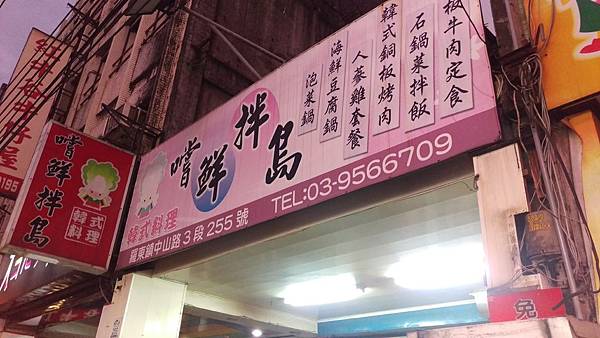 嚐鮮拌島
韓式料理
嚐鮮拌島
韓式料理
羅東鎮中山路3段255號
TEL:03-9566709
板牛肉定食
石鍋菜拌飯
韓式銅板烤肉
人蔘雞套餐
海鮮豆腐鍋
泡菜鍋
免